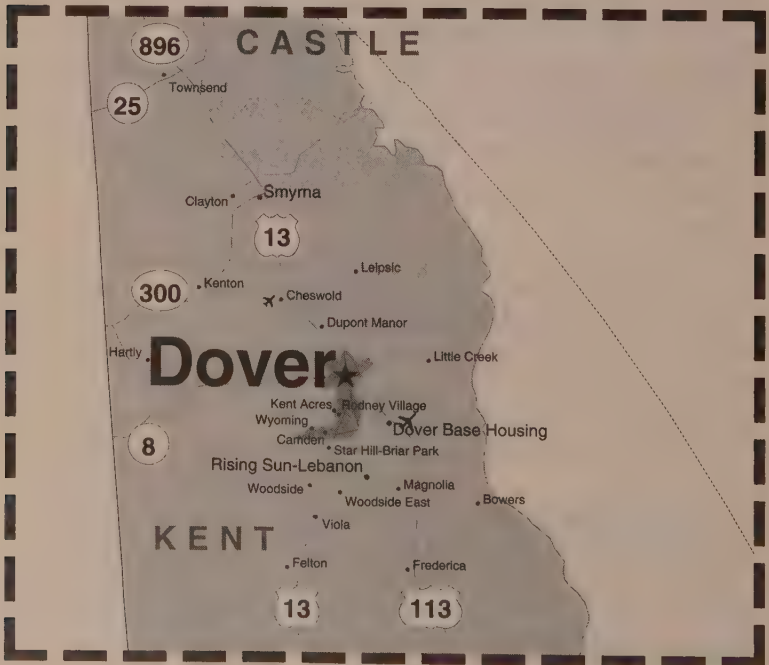 896
CASTLE
Townsend
25
Clayton
Smyrna
13
Leipsic
300
Kenton
Cheswold
Dupont Manor
Hartly
Dover
Little Creek
Kent Acres
Rodney Village
Wyoming
Dover Base Housing
Camden
8
Star Hill-Briar Park
Rising Sun-Lebanon
Woodside
Magnolia
Woodside East
Bowers
Viola
KENT
Felton
Frederica
13
113